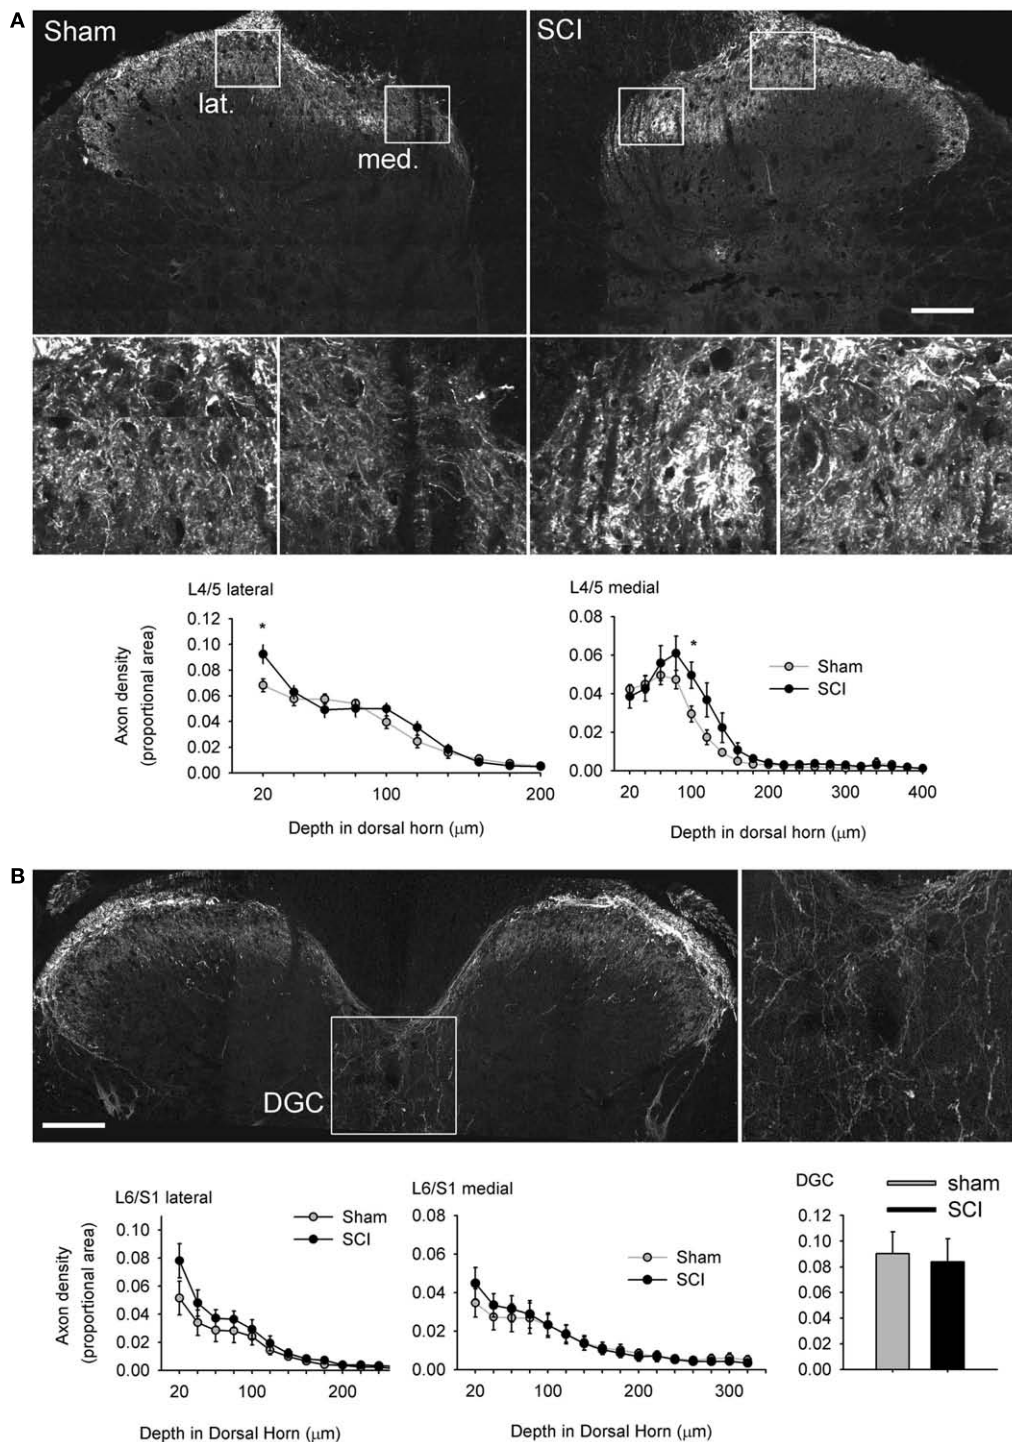 A
Sham
SCI
lat.
med.
L4/5 lateral
Axon density
(proportional area)
0.12
0.10
0.08
0.06
0.04
0.02
0.00
*
20
100
200
Depth in dorsal horn (μm)
L4/5 medial
0.08
0.06
0.04
0.02
0.00
*
Sham
SCI
20
100
200
300
400
Depth in dorsal horn (μm)
B
DGC
L6/S1 lateral
Axon density
(proportional area)
0.10
0.08
0.06
0.04
0.02
0.00
Sham
SCI
20
100
200
Depth in Dorsal Horn (μm)
L6/S1 medial
0.08
0.06
0.04
0.02
0.00
Sham
SCI
20
100
200
300
Depth in Dorsal Horn (μm)
DGC
sham
SCI
0.12
0.10
0.08
0.06
0.04
0.02
0.00